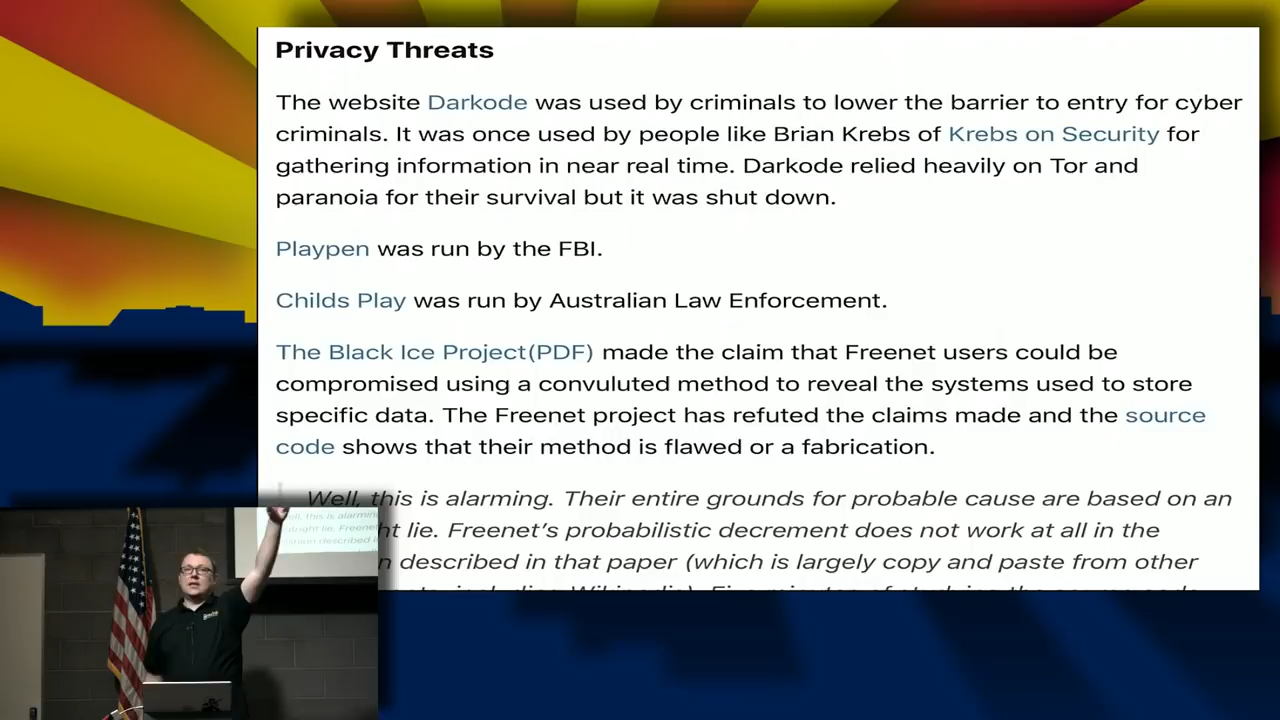 Privacy Threats
The website Darkode was used by criminals to lower the barrier to entry for cyber
criminals. It was once used by people like Brian Krebs of Krebs on Security for
gathering information in near real time. Darkode relied heavily on Tor and
paranoia for their survival but it was shut down.
Playpen was run by the FBI.
Childs Play was run by Australian Law Enforcement.
The Black Ice Project(PDF) made the claim that Freenet users could be
compromised using a convuluted method to reveal the systems used to store
specific data. The Freenet project has refuted the claims made and the source
code shows that their method is flawed or a fabrication.
Well, this is alarming. Their entire grounds for probable cause are based on an
ht lie. Freenet’s probabilistic decrement does not work at all in the
n described in that paper (which is largely copy and paste from other